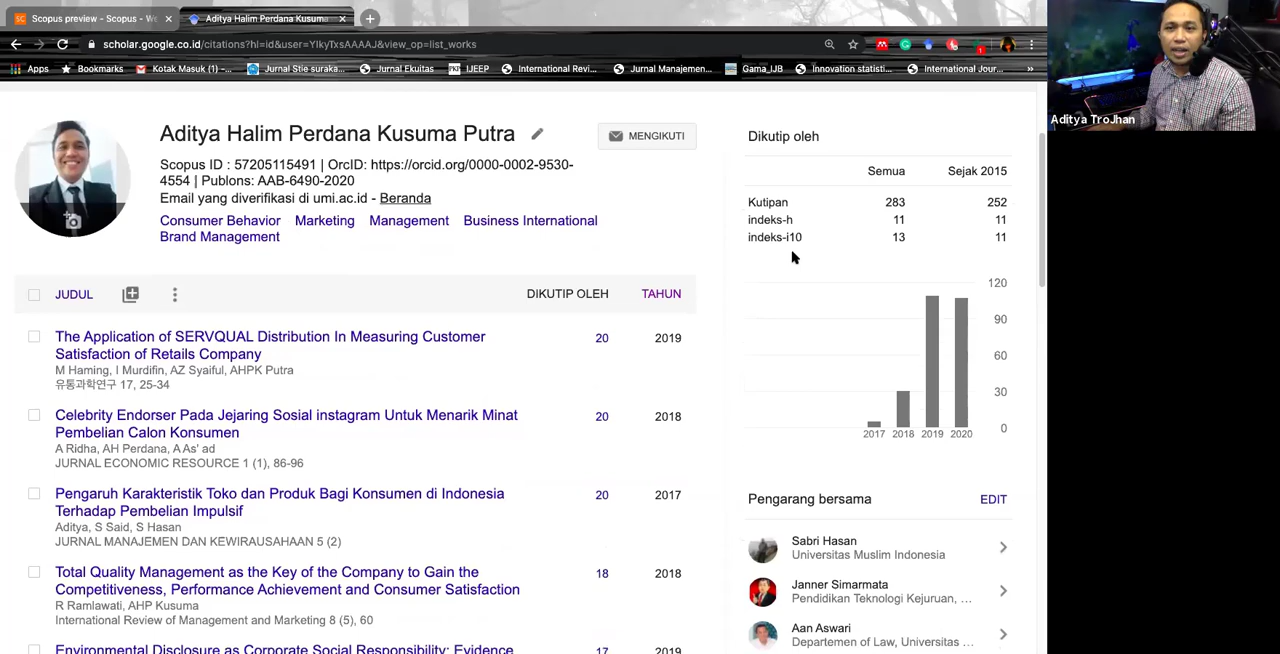 Scopus preview - Scopus - We
Aditya Halim Perdana Kusuma
scholar.google.co.id/citations?hl=id&user=YlkyTxsAAAAJ&view_op=list_works
Apps
Bookmarks
Kotak Masuk (1) -...
Jurnal Stie suraka...
Jurnal Ekuitas
IJEEP
International Revi...
Jurnal Manajemen...
Gama_IJB
Innovation statisti...
International Jour...
Aditya TroJhan
Aditya Halim Perdana Kusuma Putra
MENGIKUTI
Scopus ID : 57205115491 | OrcID: https://orcid.org/0000-0002-9530-
4554 | Publons: AAB-6490-2020
Email yang diverifikasi di umi.ac.id - Beranda
Consumer Behavior Marketing Management Business International
Brand Management
JUDUL DIKUTIP OLEH TAHUN
The Application of SERVQUAL Distribution In Measuring Customer 20 2019
Satisfaction of Retails Company
M Haming, I Murdifin, AZ Syaiful, AHPK Putra
유통과학연구 17, 25-34
Celebrity Endorser Pada Jejaring Sosial instagram Untuk Menarik Minat 20 2018
Pembelian Calon Konsumen
A Ridha, AH Perdana, A As' ad
JURNAL ECONOMIC RESOURCE 1 (1), 86-96
Pengaruh Karakteristik Toko dan Produk Bagi Konsumen di Indonesia 20 2017
Terhadap Pembelian Impulsif
Aditya, S Said, S Hasan
JURNAL MANAJEMEN DAN KEWIRAUSAHAAN 5 (2)
Total Quality Management as the Key of the Company to Gain the 18 2018
Competitiveness, Performance Achievement and Consumer Satisfaction
R Ramlawati, AHP Kusuma
International Review of Management and Marketing 8 (5), 60
Environmental Disclosure as Corporate Social Responsibility: Evidence 17 2019
Dikutip oleh
Semua Sejak 2015
Kutipan 283 252
indeks-h 11 11
indeks-i10 13 11
120
90
60
30
0
2017 2018 2019 2020
Pengarang bersama EDIT
Sabri Hasan
Universitas Muslim Indonesia
Janner Simarmata
Pendidikan Teknologi Kejuruan, ...
Aan Aswari
Departemen of Law, Universitas ...